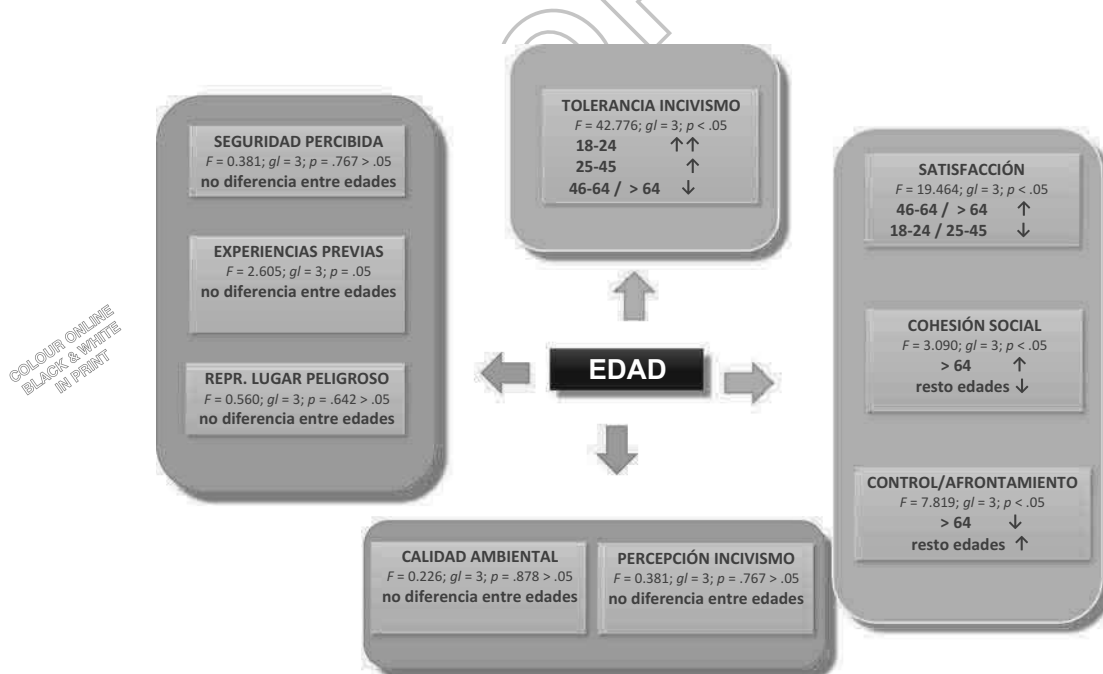 TOLERANCIA INCIVISMO
F = 42.776; gl = 3; p < .05
18-24 ↑↑
25-45 ↑
46-64 / > 64 ↓
SEGURIDAD PERCIBIDA
F = 0.381; gl = 3; p = .767 > .05
no diferencia entre edades
EXPERIENCIAS PREVIAS
F = 2.605; gl = 3; p = .05
no diferencia entre edades
REPR. LUGAR PELIGROSO
F = 0.560; gl = 3; p = .642 > .05
no diferencia entre edades
COLOUR ONLINE
BLACK & WHITE
IN PRINT
EDAD
SATISFACCIÓN
F = 19.464; gl = 3; p < .05
46-64 / > 64 ↑
18-24 / 25-45 ↓
COHESIÓN SOCIAL
F = 3.090; gl = 3; p < .05
> 64 ↑
resto edades ↓
CONTROL/AFRONTAMIENTO
F = 7.819; gl = 3; p < .05
> 64 ↓
resto edades ↑
CALIDAD AMBIENTAL
F = 0.226; gl = 3; p = .878 > .05
no diferencia entre edades
PERCEPCIÓN INCIVISMO
F = 0.381; gl = 3; p = .767 > .05
no diferencia entre edades